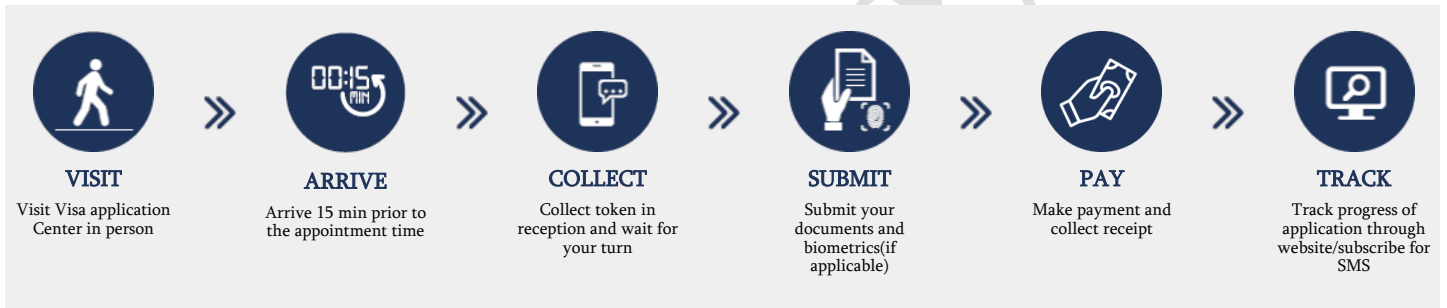 00:15
MIN
VISIT
Visit Visa application
Center in person
ARRIVE
Arrive 15 min prior to
the appointment time
COLLECT
Collect token in
reception and wait for
your turn
SUBMIT
Submit your
documents and
biometrics(if
applicable)
PAY
Make payment and
collect receipt
TRACK
Track progress of
application through
website/subscribe for
SMS